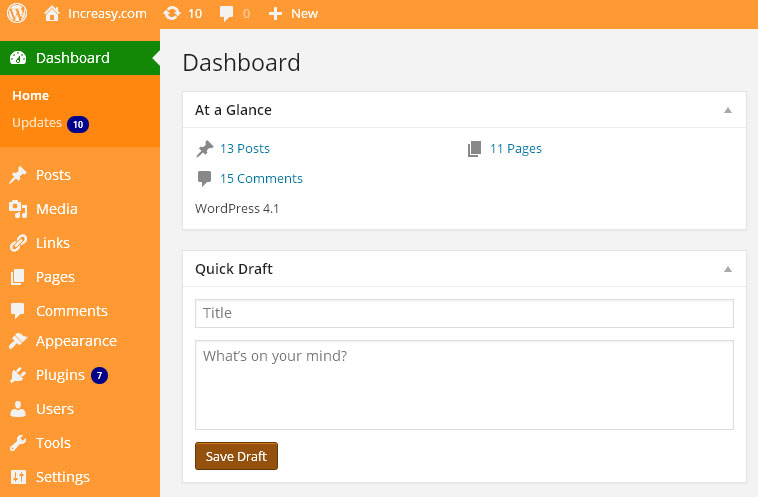 Increasy.com 10 0 New
Dashboard
Home
Updates 10
Posts
Media
Links
Pages
Comments
Appearance
Plugins 7
Users
Tools
Settings
Dashboard
At a Glance
13 Posts 11 Pages
15 Comments
WordPress 4.1
Quick Draft
Title
What's on your mind?
Save Draft